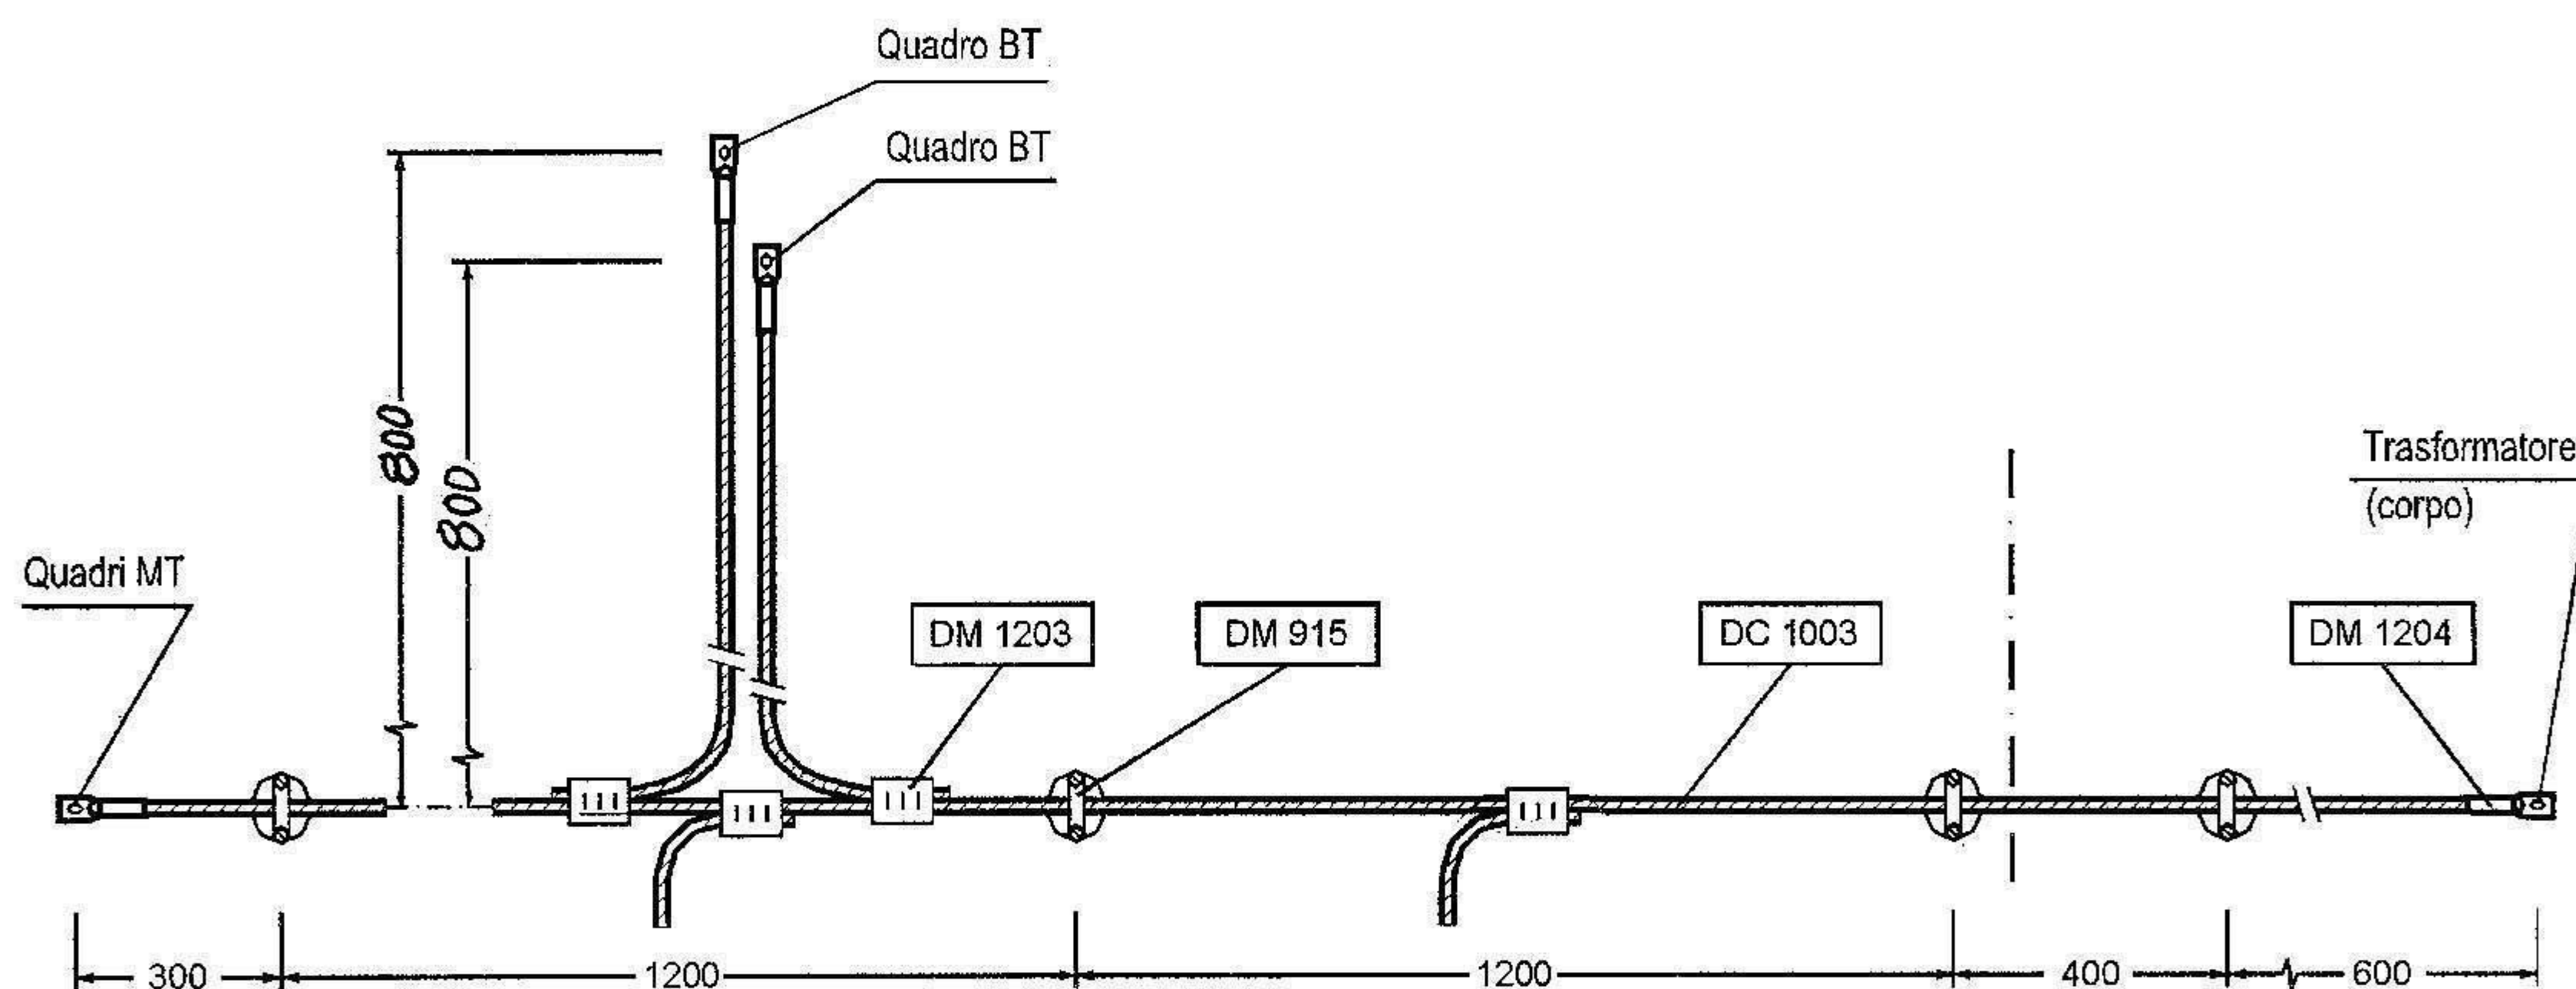 Quadro BT
Quadro BT
800
800
Trasformatore
(corpo)
Quadri MT
DM 1203
DM 915
DC 1003
DM 1204
300
1200
1200
400
600